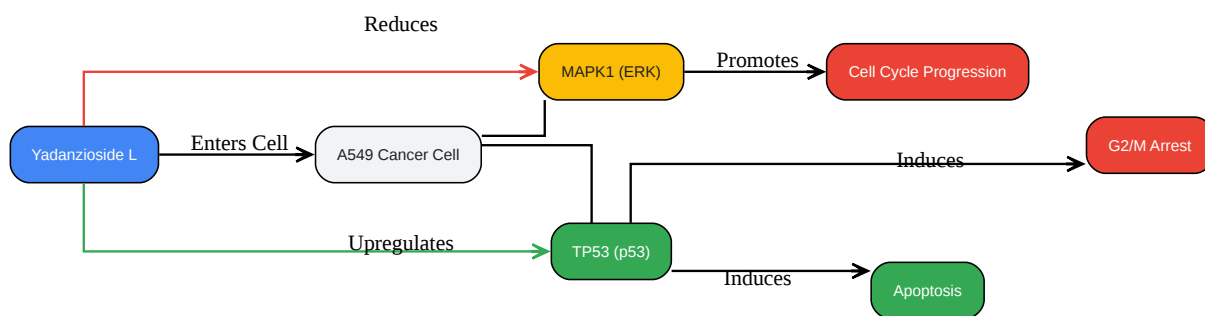 Reduces
MAPK1 (ERK)
Promotes
Cell Cycle Progression
Yadanzioside L
Enters Cell
A549 Cancer Cell
G2/M Arrest
Induces
Upregulates
TP53 (p53)
Induces
Apoptosis